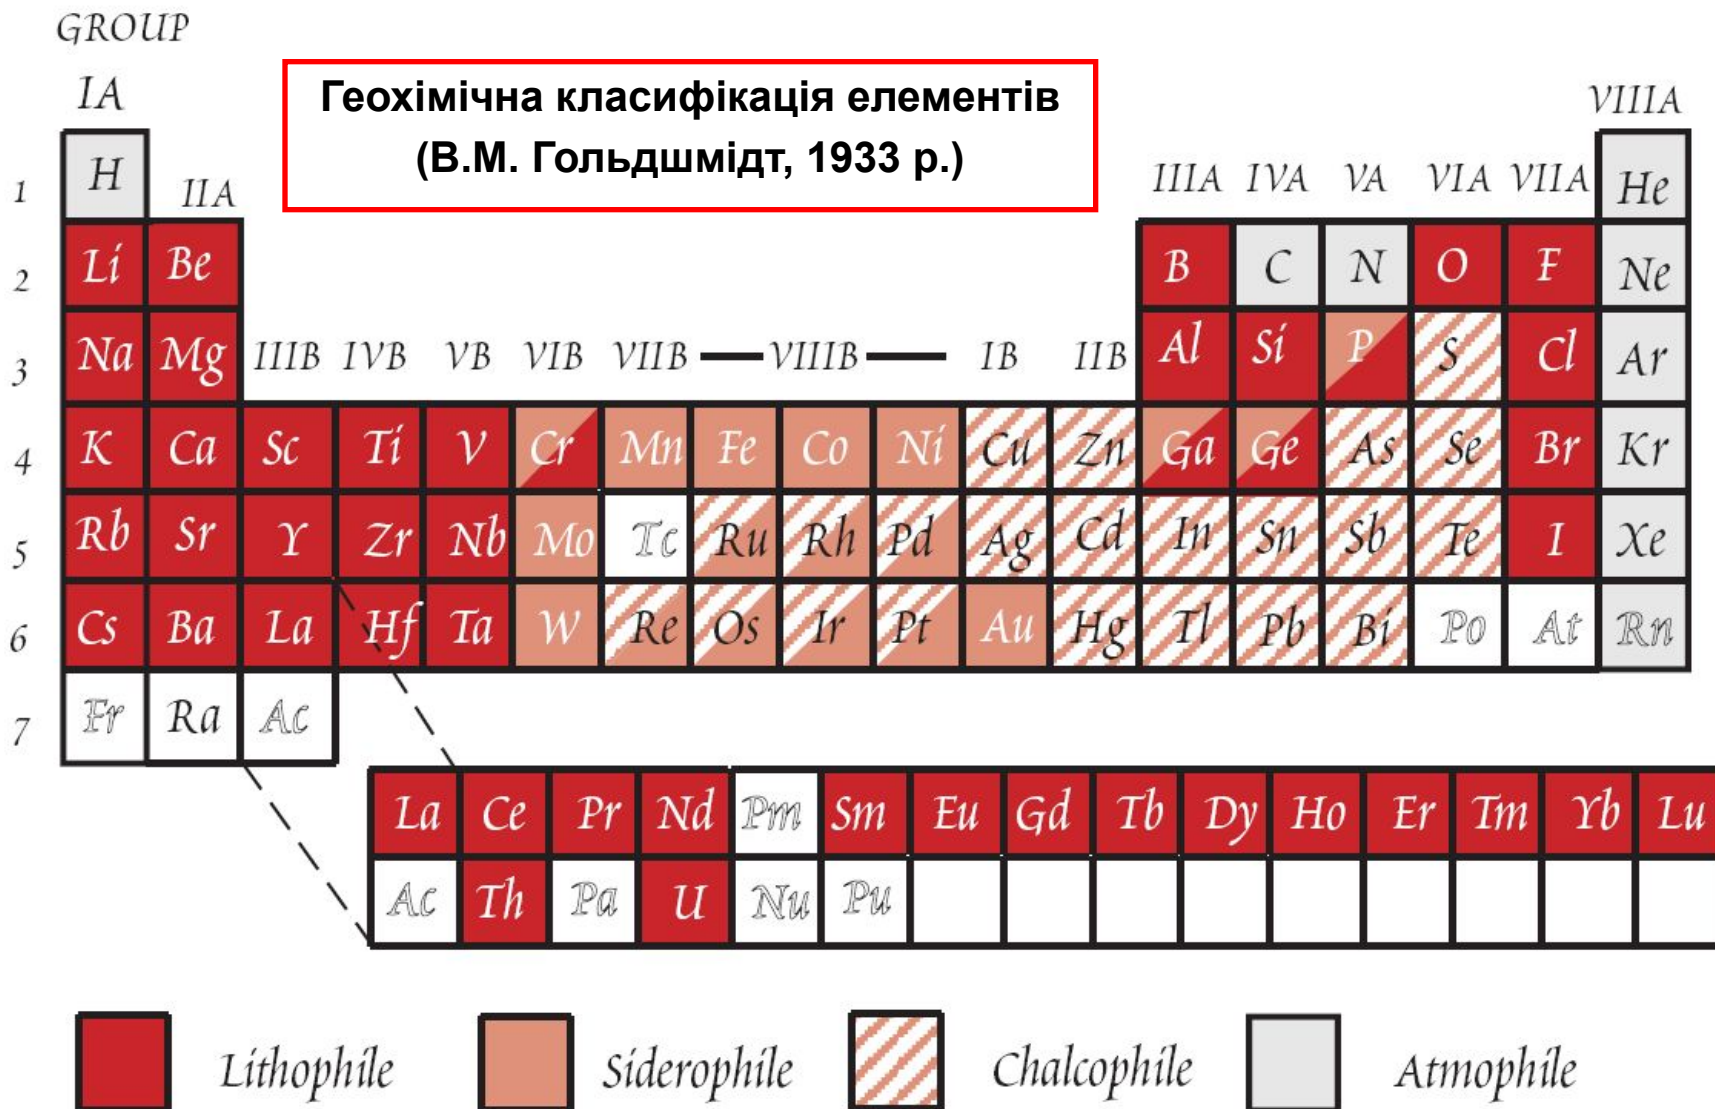 GROUP
IA
Геохімічна класифікація елементів
(В.М. Гольдшмідт, 1933 р.)
VIIIA
1 H IIA IIIA IVA VA VIA VIIA He
2 Li Be B C N O F Ne
3 Na Mg IIIB IVB VB VIB VIIB VIIIB IB IIB Al Si P S Cl Ar
4 K Ca Sc Ti V Cr Mn Fe Co Ni Cu Zn Ga Ge As Se Br Kr
5 Rb Sr Y Zr Nb Mo Tc Ru Rh Pd Ag Cd In Sn Sb Te I Xe
6 Cs Ba La Hf Ta W Re Os Ir Pt Au Hg Tl Pb Bi Po At Rn
7 Fr Ra Ac
La Ce Pr Nd Pm Sm Eu Gd Tb Dy Ho Er Tm Yb Lu
Ac Th Pa U Nu Pu
Lithophile Siderophile Chalcophile Atmophile